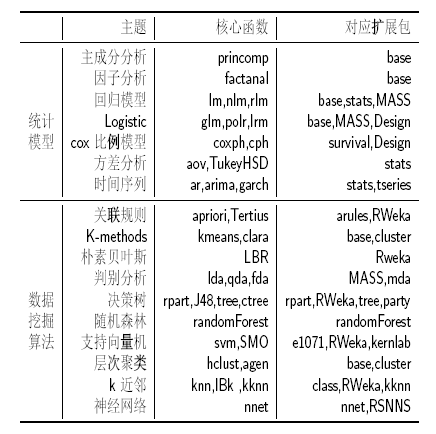 主题 核心函数 对应扩展包
主成分分析 princomp base
因子分析 factanal base
回归模型 lm,nlm,rlm base,stats,MASS
统计 Logistic glm,polr,lrm base,MASS,Design
模型 cox 比例模型 coxph,cph survival,Design
方差分析 aov,TukeyHSD stats
时间序列 ar,arima,garch stats,tseries
关联规则 apriori,Tertius arules,RWeka
K-methods kmeans,clara base,cluster
朴素贝叶斯 LBR Rweka
判别分析 lda,qda,fda MASS,mda
数据 决策树 rpart,J48,tree,ctree rpart,RWeka,tree,party
挖掘 随机森林 randomForest randomForest
算法 支持向量机 svm,SMO e1071,RWeka,kernlab
层次聚类 hclust,agen base,cluster
k 近邻 knn,IBk ,kknn class,RWeka,kknn
神经网络 nnet nnet,RSNNS